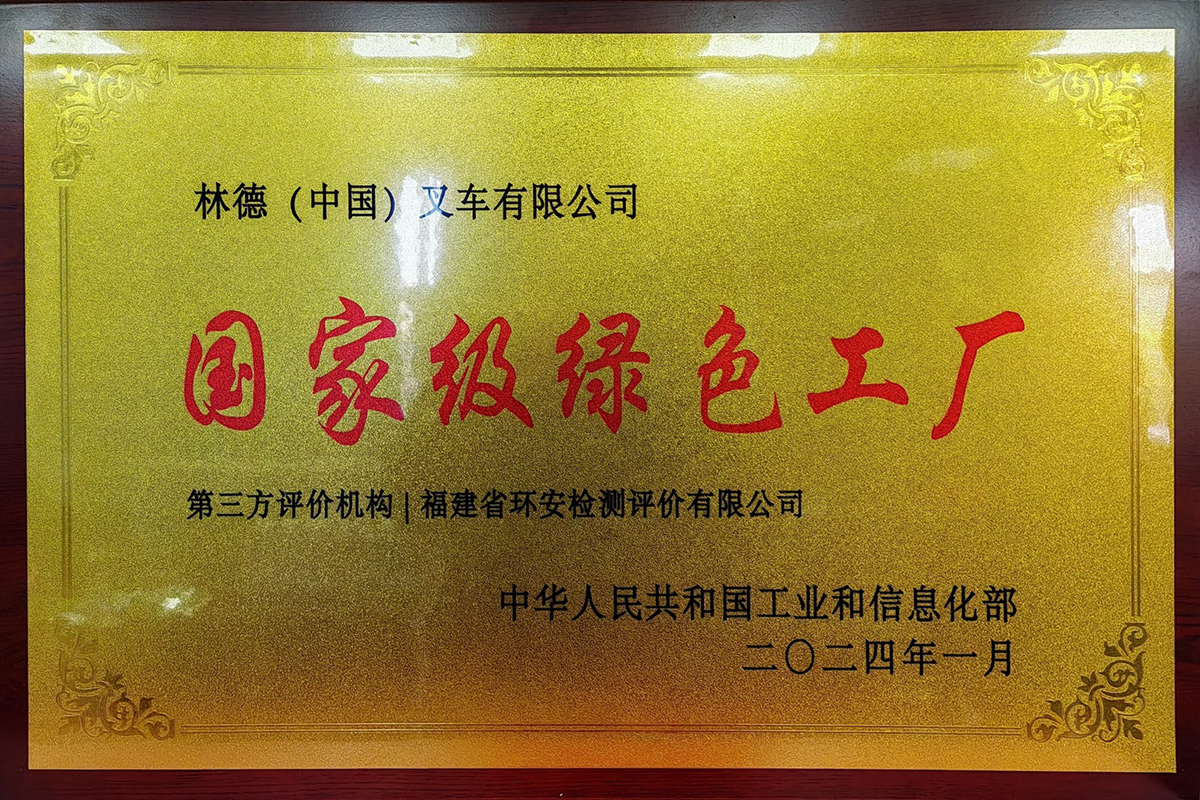 林德（中国）叉车有限公司
国家级绿色工厂
第三方评价机构|福建省环安检测评价有限公司
中华人民共和国工业和信息化部
二〇二四年一月